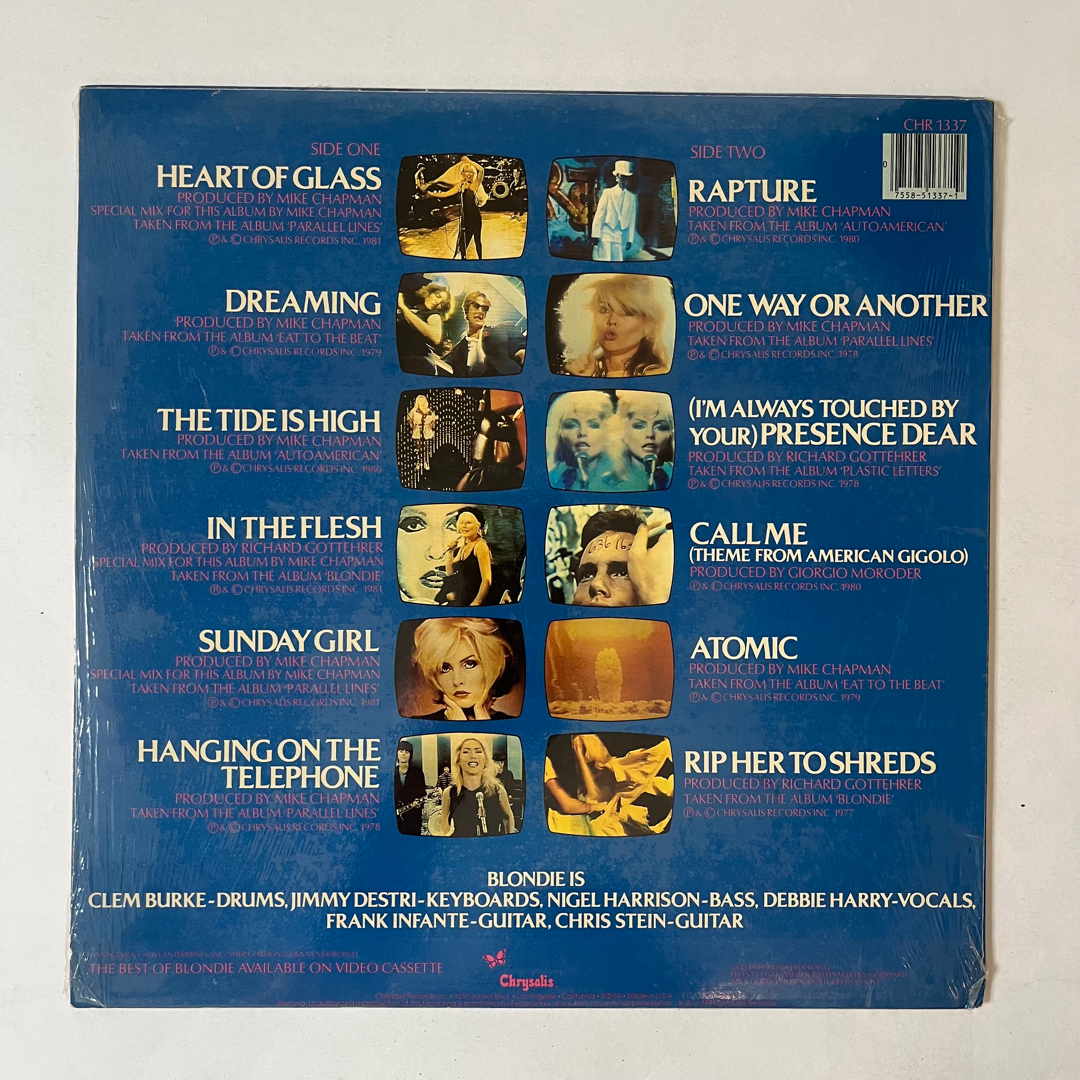 CHR 1337
0
7558-51337-1
SIDE ONE
HEART OF GLASS
PRODUCED BY MIKE CHAPMAN
SPECIAL MIX FOR THIS ALBUM BY MIKE CHAPMAN
TAKEN FROM THE ALBUM 'PARALLEL LINES'
℗ & © CHRYSALIS RECORDS INC. 1981
DREAMING
PRODUCED BY MIKE CHAPMAN
TAKEN FROM THE ALBUM 'EAT TO THE BEAT'
℗ & © CHRYSALIS RECORDS INC. 1979
THE TIDE IS HIGH
PRODUCED BY MIKE CHAPMAN
TAKEN FROM THE ALBUM 'AUTOAMERICAN'
℗ & © CHRYSALIS RECORDS INC. 1980
IN THE FLESH
PRODUCED BY RICHARD GOTTEHRER
SPECIAL MIX FOR THIS ALBUM BY MIKE CHAPMAN
TAKEN FROM THE ALBUM 'BLONDIE'
℗ & © CHRYSALIS RECORDS INC. 1981
SUNDAY GIRL
PRODUCED BY MIKE CHAPMAN
SPECIAL MIX FOR THIS ALBUM BY MIKE CHAPMAN
TAKEN FROM THE ALBUM 'PARALLEL LINES'
℗ & © CHRYSALIS RECORDS INC. 1981
HANGING ON THE
TELEPHONE
PRODUCED BY MIKE CHAPMAN
TAKEN FROM THE ALBUM 'PARALLEL LINES'
℗ & © CHRYSALIS RECORDS INC. 1978
SIDE TWO
RAPTURE
PRODUCED BY MIKE CHAPMAN
TAKEN FROM THE ALBUM 'AUTOAMERICAN'
℗ & © CHRYSALIS RECORDS INC. 1980
ONE WAY OR ANOTHER
PRODUCED BY MIKE CHAPMAN
TAKEN FROM THE ALBUM 'PARALLEL LINES'
℗ & © CHRYSALIS RECORDS INC. 1978
(I'M ALWAYS TOUCHED BY
YOUR) PRESENCE DEAR
PRODUCED BY RICHARD GOTTEHRER
TAKEN FROM THE ALBUM 'PLASTIC LETTERS'
℗ & © CHRYSALIS RECORDS INC. 1978
CALL ME
(THEME FROM AMERICAN GIGOLO)
PRODUCED BY GIORGIO MORODER
℗ & © CHRYSALIS RECORDS INC. 1980
ATOMIC
PRODUCED BY MIKE CHAPMAN
TAKEN FROM THE ALBUM 'EAT TO THE BEAT'
℗ & © CHRYSALIS RECORDS INC. 1979
RIP HER TO SHREDS
PRODUCED BY RICHARD GOTTEHRER
TAKEN FROM THE ALBUM 'BLONDIE'
℗ & © CHRYSALIS RECORDS INC. 1977
BLONDIE IS
CLEM BURKE-DRUMS, JIMMY DESTRI-KEYBOARDS, NIGEL HARRISON-BASS, DEBBIE HARRY-VOCALS,
FRANK INFANTE-GUITAR, CHRIS STEIN-GUITAR
THE BEST OF BLONDIE AVAILABLE ON VIDEO CASSETTE
Chrysalis